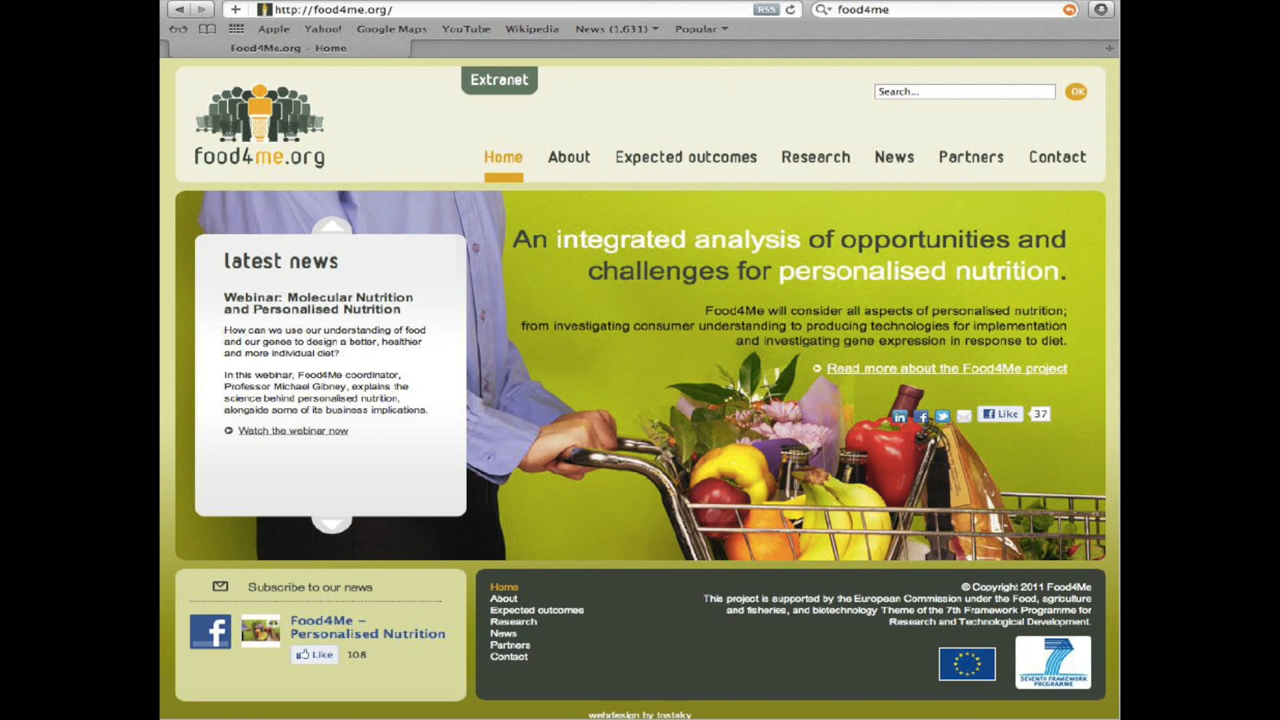 http://food4me.org/
RSS
food4me
Apple Yahoo! Google Maps YouTube Wikipedia News (1,631) Popular
Food4Me.org – Home
Extranet
Search...
OK
food4me.org
Home About Expected outcomes Research News Partners Contact
latest news
Webinar: Molecular Nutrition
and Personalised Nutrition
How can we use our understanding of food
and our genes to design a better, healthier
and more individual diet?
In this webinar, Food4Me coordinator,
Professor Michael Gibney, explains the
science behind personalised nutrition,
alongside some of its business implications.
Watch the webinar now
An integrated analysis of opportunities and
challenges for personalised nutrition.
Food4Me will consider all aspects of personalised nutrition;
from investigating consumer understanding to producing technologies for implementation
and investigating gene expression in response to diet.
Read more about the Food4Me project
in f Like 37
Subscribe to our news
f
Food4Me –
Personalised Nutrition
Like 108
Home
About
Expected outcomes
Research
News
Partners
Contact
© Copyright 2011 Food4Me
This project is supported by the European Commission under the Food, agriculture
and fisheries, and biotechnology Theme of the 7th Framework Programme for
Research and Technological Development.
SEVENTH FRAMEWORK
PROGRAMME
webdesign by tostaky